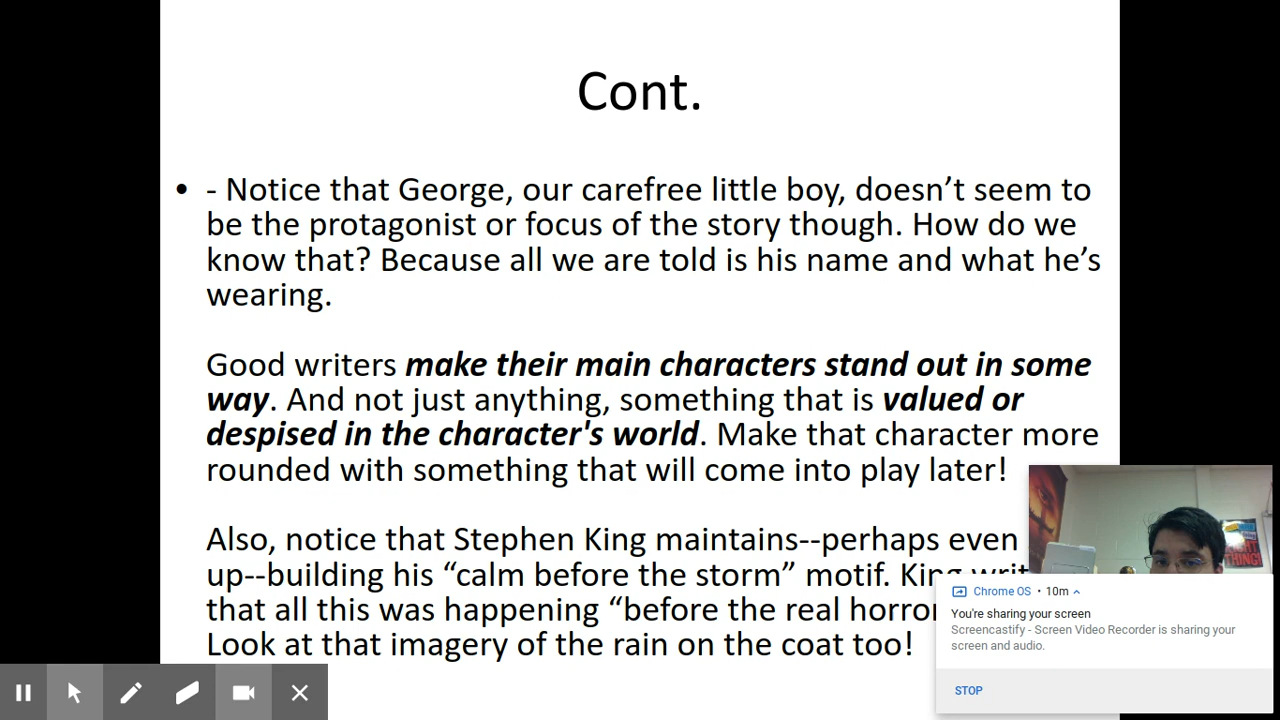 Cont.
• - Notice that George, our carefree little boy, doesn’t seem to
be the protagonist or focus of the story though. How do we
know that? Because all we are told is his name and what he’s
wearing.
Good writers make their main characters stand out in some
way. And not just anything, something that is valued or
despised in the character's world. Make that character more
rounded with something that will come into play later!
Also, notice that Stephen King maintains--perhaps even
up--building his “calm before the storm” motif. King
that all this was happening “before the real
Look at that imagery of the rain on the coat too!
Chrome OS • 10m
You're sharing your screen
Screencastify - Screen Video Recorder is sharing your
screen and audio.
STOP